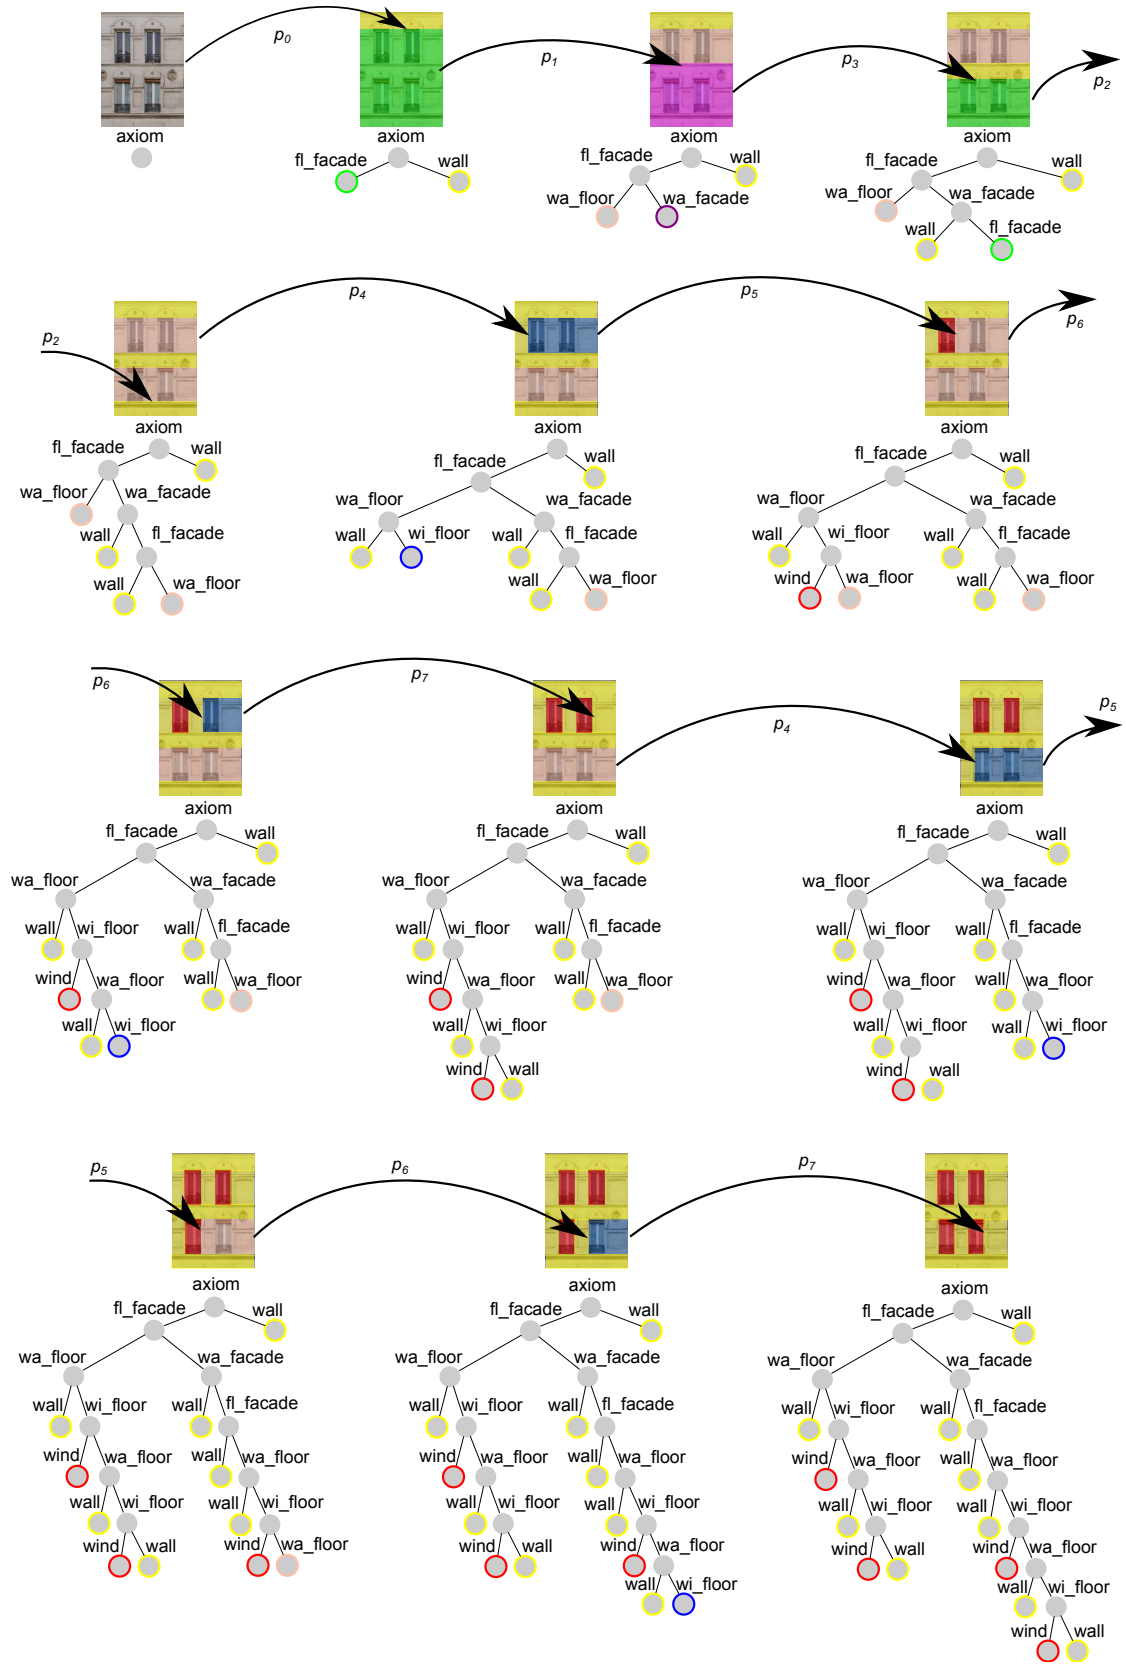 p0 p1 p3 p2
axiom axiom axiom axiom
fl_facade wall fl_facade wall fl_facade wall
wa_floor wa_facade wa_floor wa_facade
wall fl_facade
p2 p4 p5 p6
axiom axiom axiom
fl_facade wall fl_facade wall fl_facade wall
wa_floor wa_facade wa_floor wa_facade wa_floor wa_facade
wall fl_facade wall wi_floor wall fl_facade wall wi_floor wall fl_facade
wall wa_floor wall wa_floor wind wa_floor wall wa_floor
p6 p7 p4 p5
axiom axiom axiom
fl_facade wall fl_facade wall fl_facade wall
wa_floor wa_facade wa_floor wa_facade wa_floor wa_facade
wall wi_floor wall fl_facade wall wi_floor wall fl_facade wall wi_floor wall fl_facade
wind wa_floor wall wa_floor wind wa_floor wall wa_floor wind wa_floor wall wa_floor
wall wi_floor wall wi_floor wall wi_floor wall wi_floor
wind wall wind wall
p5 p6 p7
axiom axiom axiom
fl_facade wall fl_facade wall fl_facade wall
wa_floor wa_facade wa_floor wa_facade wa_floor wa_facade
wall wi_floor wall fl_facade wall wi_floor wall fl_facade wall wi_floor wall fl_facade
wind wa_floor wall wa_floor wind wa_floor wall wa_floor wind wa_floor wall wa_floor
wall wi_floor wall wi_floor wall wi_floor wall wi_floor wall wi_floor wall wi_floor
wind wall wind wa_floor wind wall wind wa_floor wind wall wind wa_floor
wall wi_floor wall wi_floor
wind wall